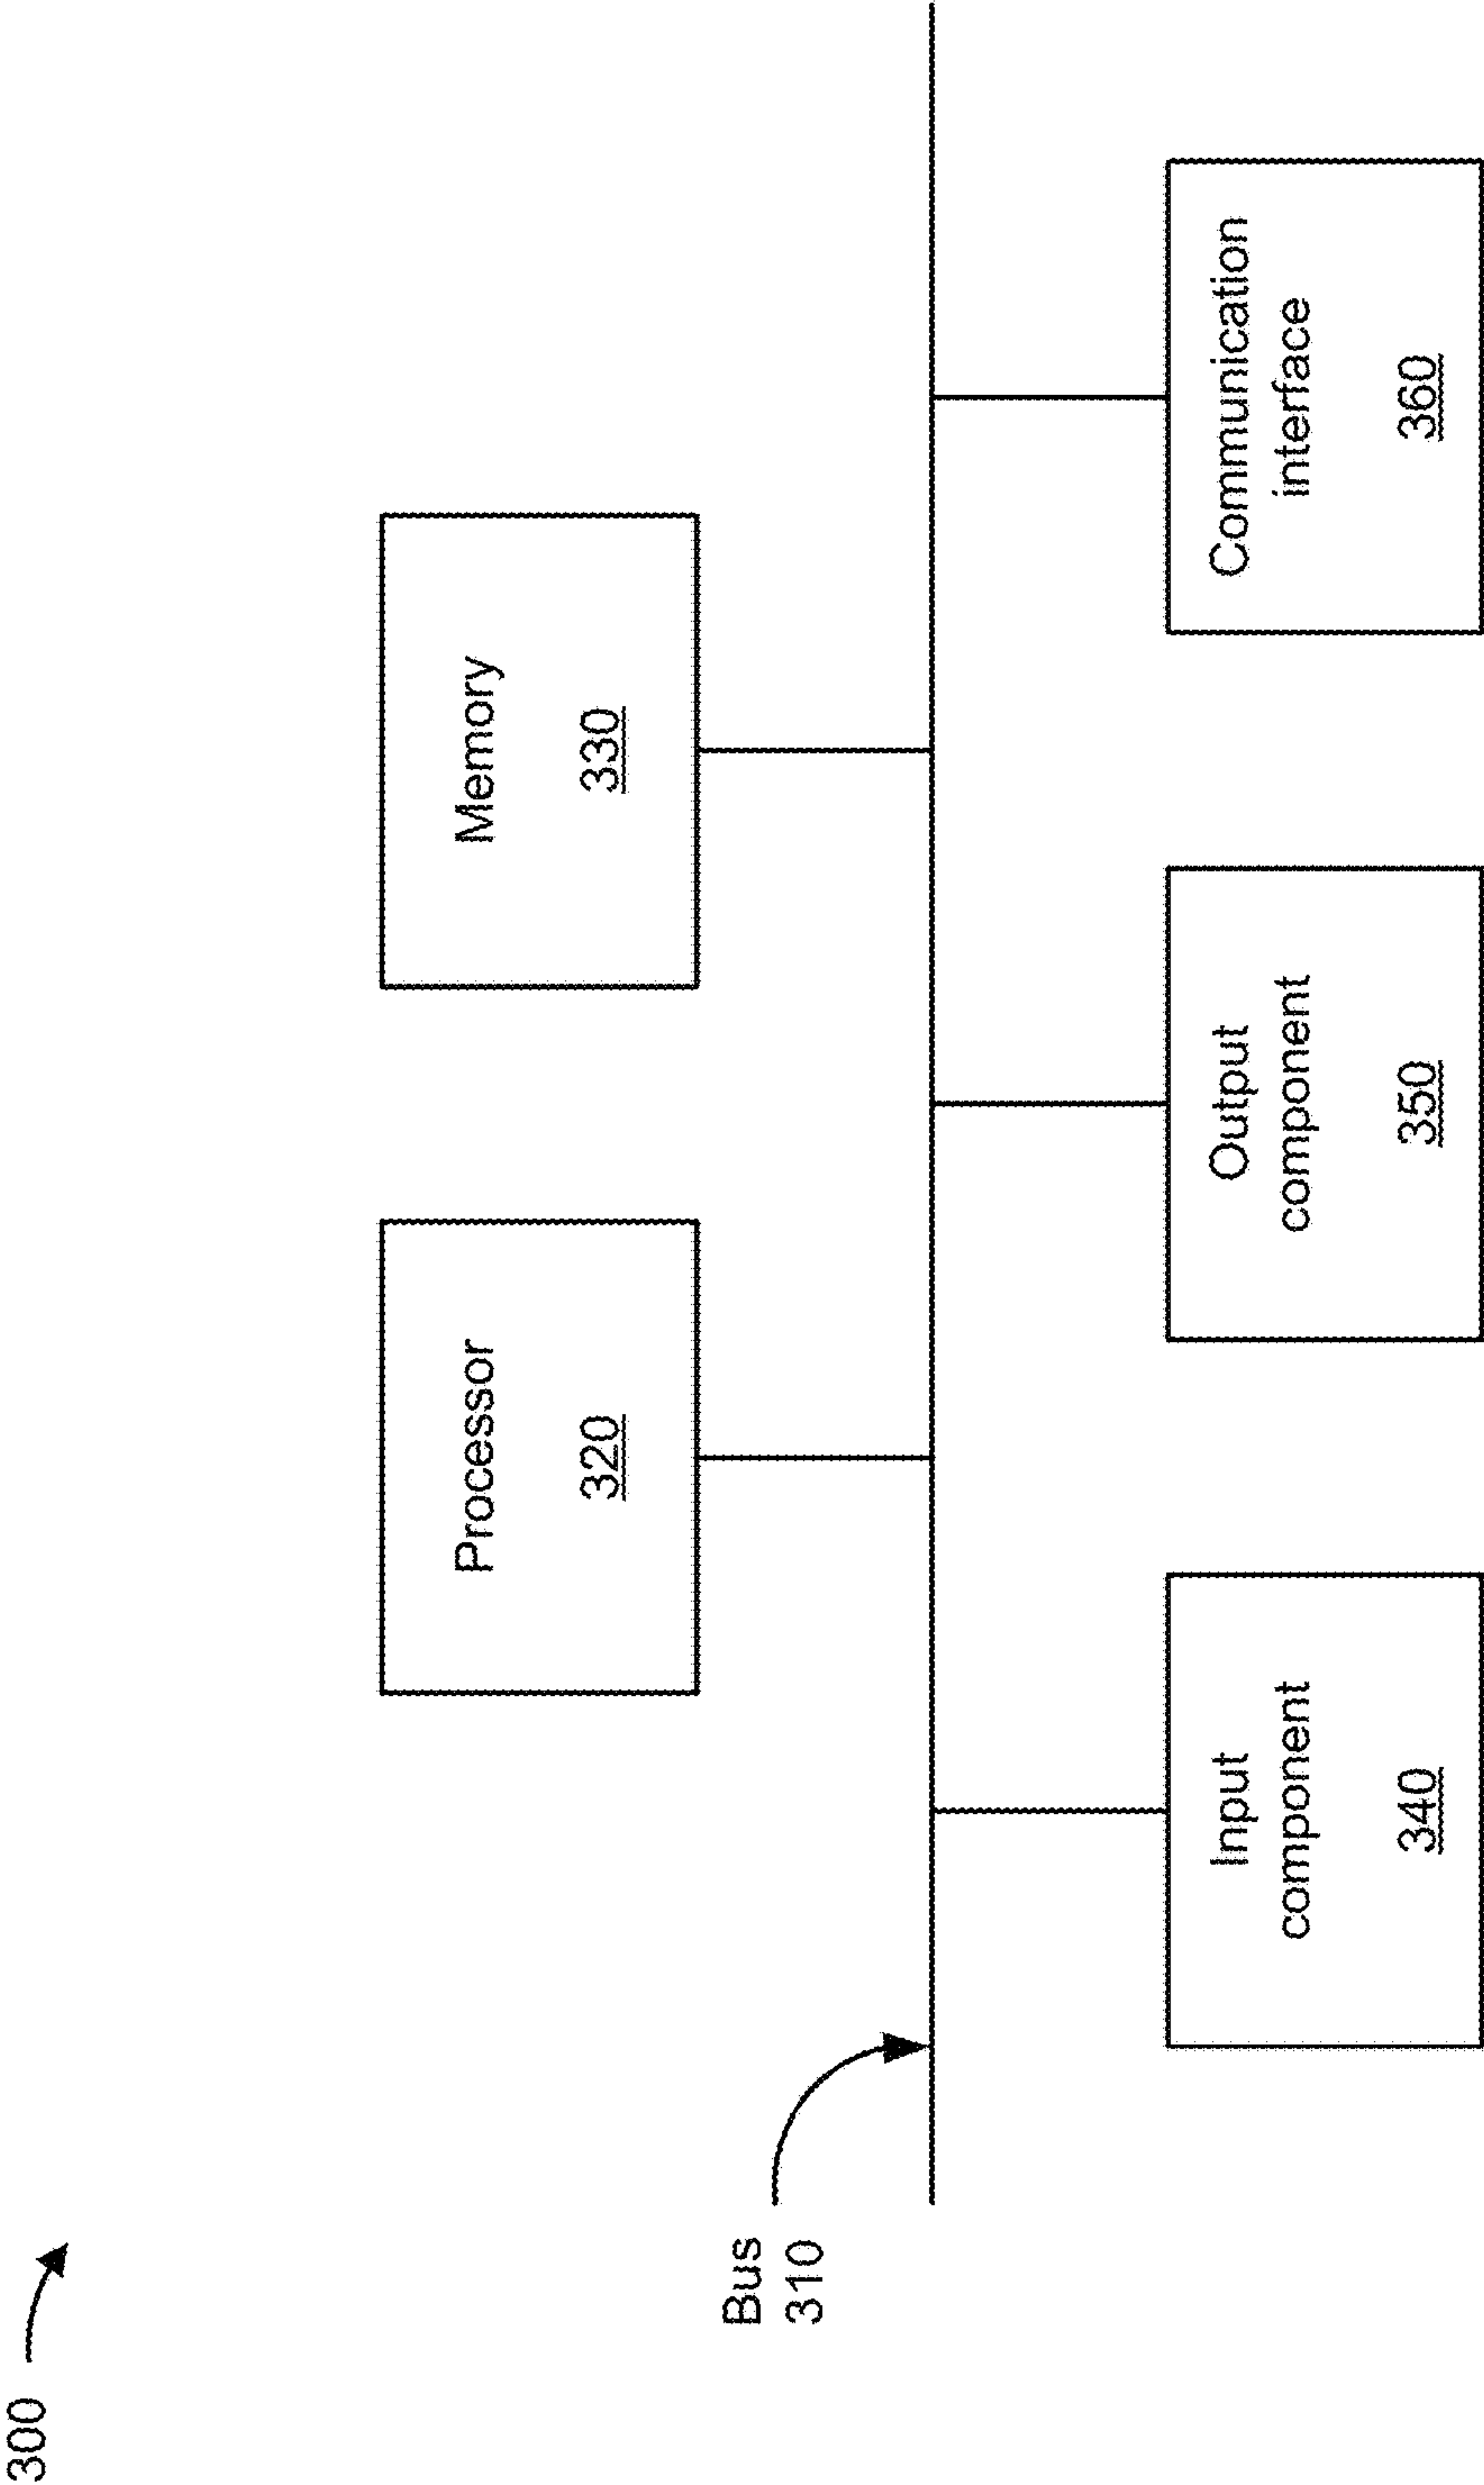 300
Bus
310
Processor
320
Memory
330
Input
component
340
Output
component
350
Communication
interface
360